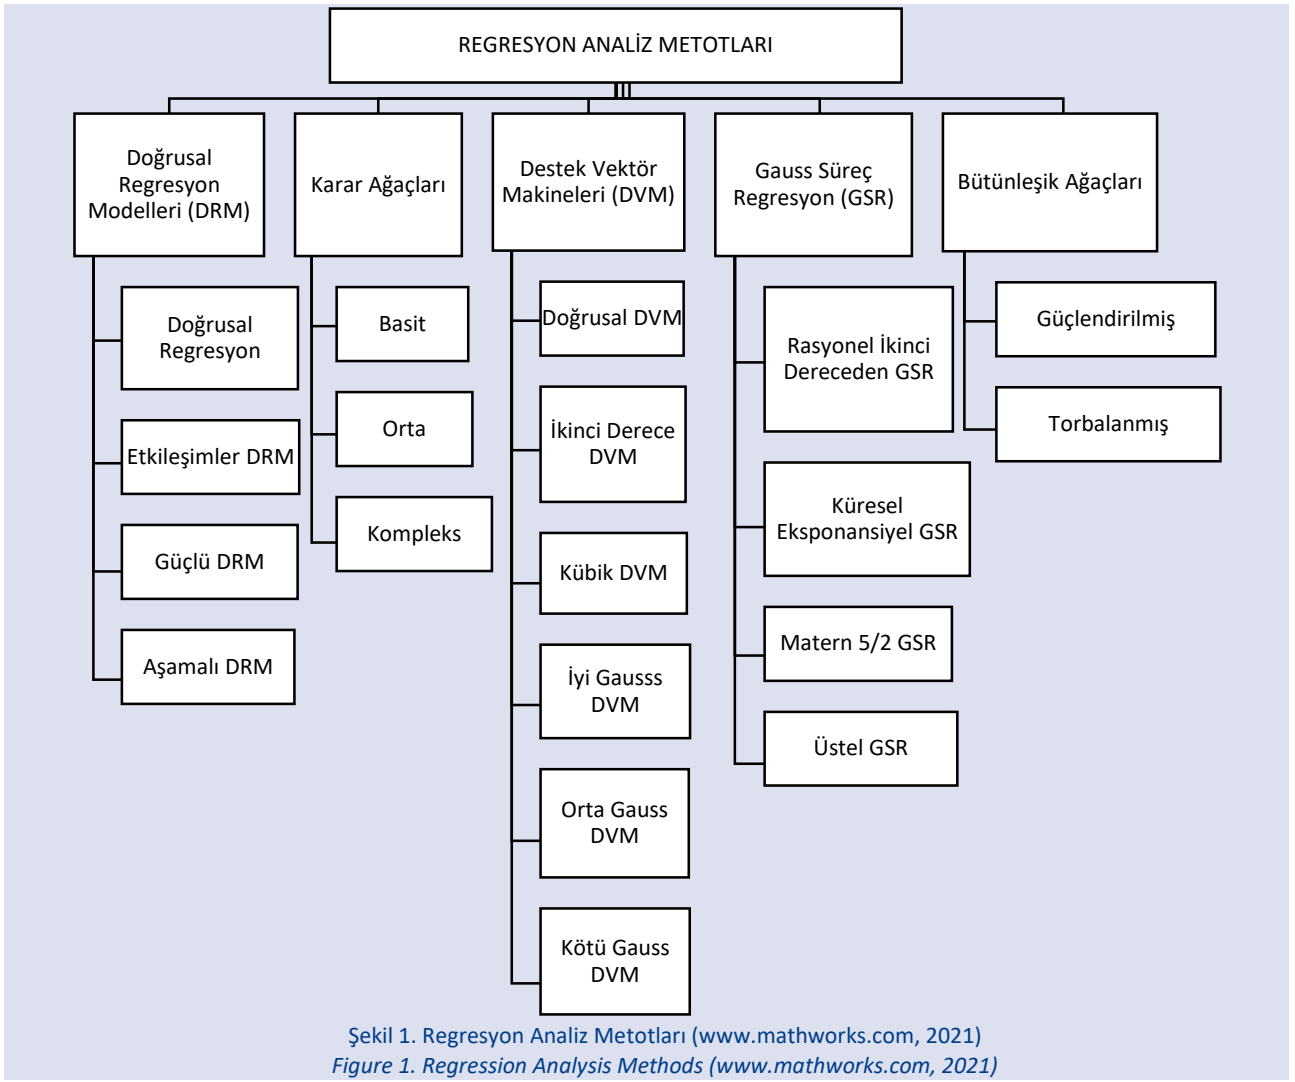 REGRESYON ANALİZ METOTLARI
Doğrusal
Regresyon
Modelleri (DRM)
Doğrusal
Regresyon
Etkileşimler DRM
Güçlü DRM
Aşamalı DRM
Karar Ağaçları
Basit
Orta
Kompleks
Destek Vektör
Makineleri (DVM)
Doğrusal DVM
İkinci Derece
DVM
Kübik DVM
İyi Gausss
DVM
Orta Gauss
DVM
Kötü Gauss
DVM
Gauss Süreç
Regresyon (GSR)
Rasyonel İkinci
Dereceden GSR
Küresel
Eksponansiyel GSR
Matern 5/2 GSR
Üstel GSR
Bütünleşik Ağaçları
Güçlendirilmiş
Torbalanmış
Şekil 1. Regresyon Analiz Metotları (www.mathworks.com, 2021)
Figure 1. Regression Analysis Methods (www.mathworks.com, 2021)